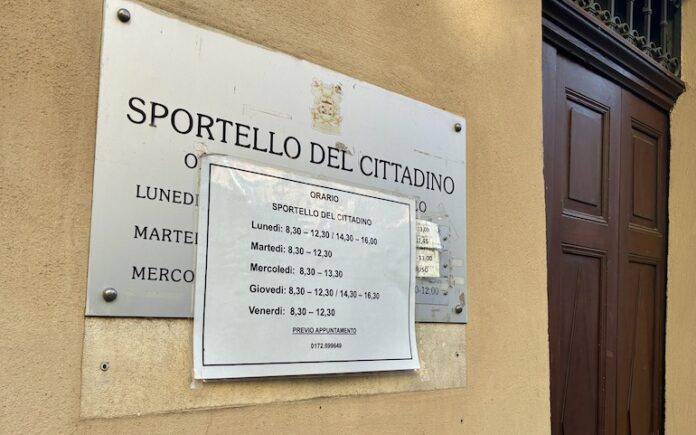 SPORTELLO DEL CITTADINO
LUNEDI
MARTE
MERCO
ORARIO
SPORTELLO DEL CITTADINO
Lunedì: 8,30 – 12,30 / 14,30 – 16,00
Martedì: 8,30 – 12,30
Mercoledì: 8,30 – 13,30
Giovedì: 8,30 – 12,30 / 14,30 – 16,30
Venerdì: 8,30 – 12,30
PREVIO APPUNTAMENTO
0172.699649